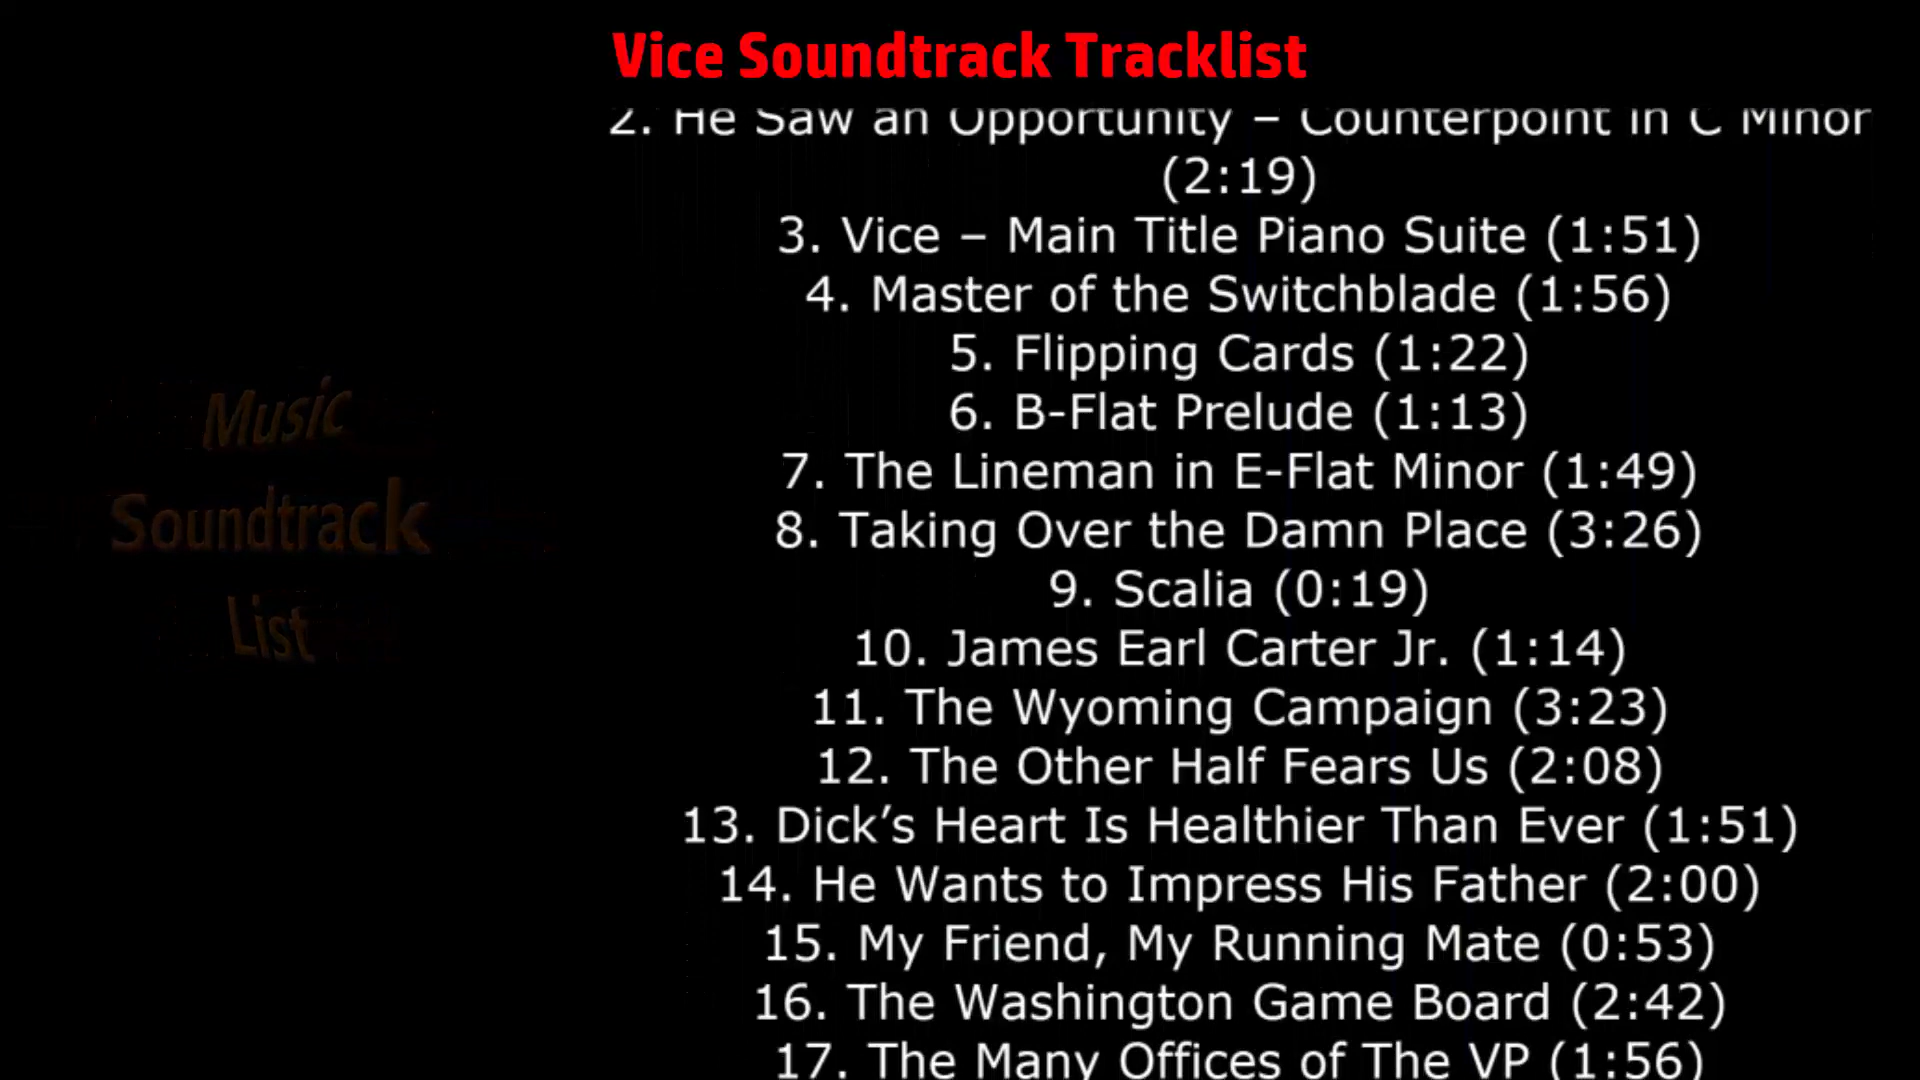 Vice Soundtrack Tracklist
2. He Saw an Opportunity – Counterpoint in C Minor
(2:19)
3. Vice – Main Title Piano Suite (1:51)
4. Master of the Switchblade (1:56)
5. Flipping Cards (1:22)
6. B-Flat Prelude (1:13)
7. The Lineman in E-Flat Minor (1:49)
8. Taking Over the Damn Place (3:26)
9. Scalia (0:19)
10. James Earl Carter Jr. (1:14)
11. The Wyoming Campaign (3:23)
12. The Other Half Fears Us (2:08)
13. Dick’s Heart Is Healthier Than Ever (1:51)
14. He Wants to Impress His Father (2:00)
15. My Friend, My Running Mate (0:53)
16. The Washington Game Board (2:42)
17. The Many Offices of The VP (1:56)
Music
Soundtrack
List